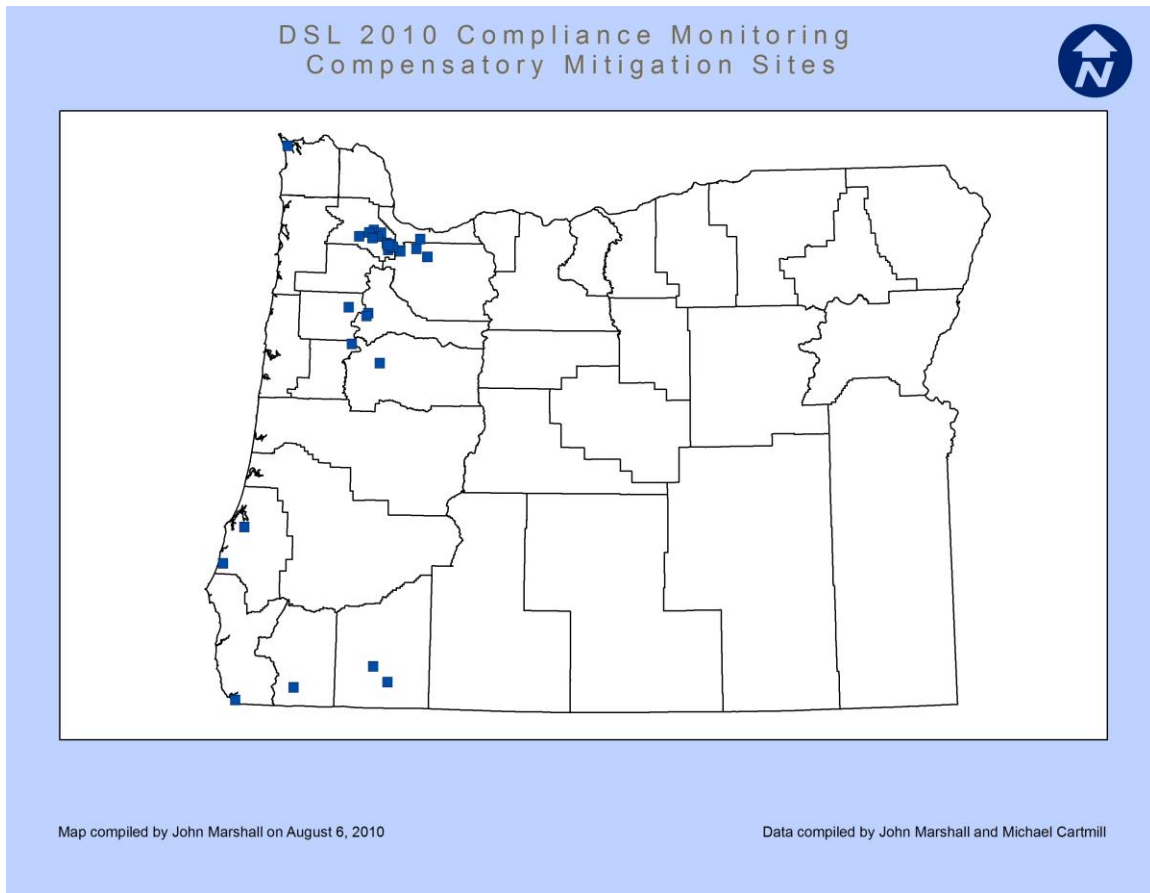 DSL 2010 Compliance Monitoring
Compensatory Mitigation Sites
N
Map compiled by John Marshall on August 6, 2010
Data compiled by John Marshall and Michael Cartmill